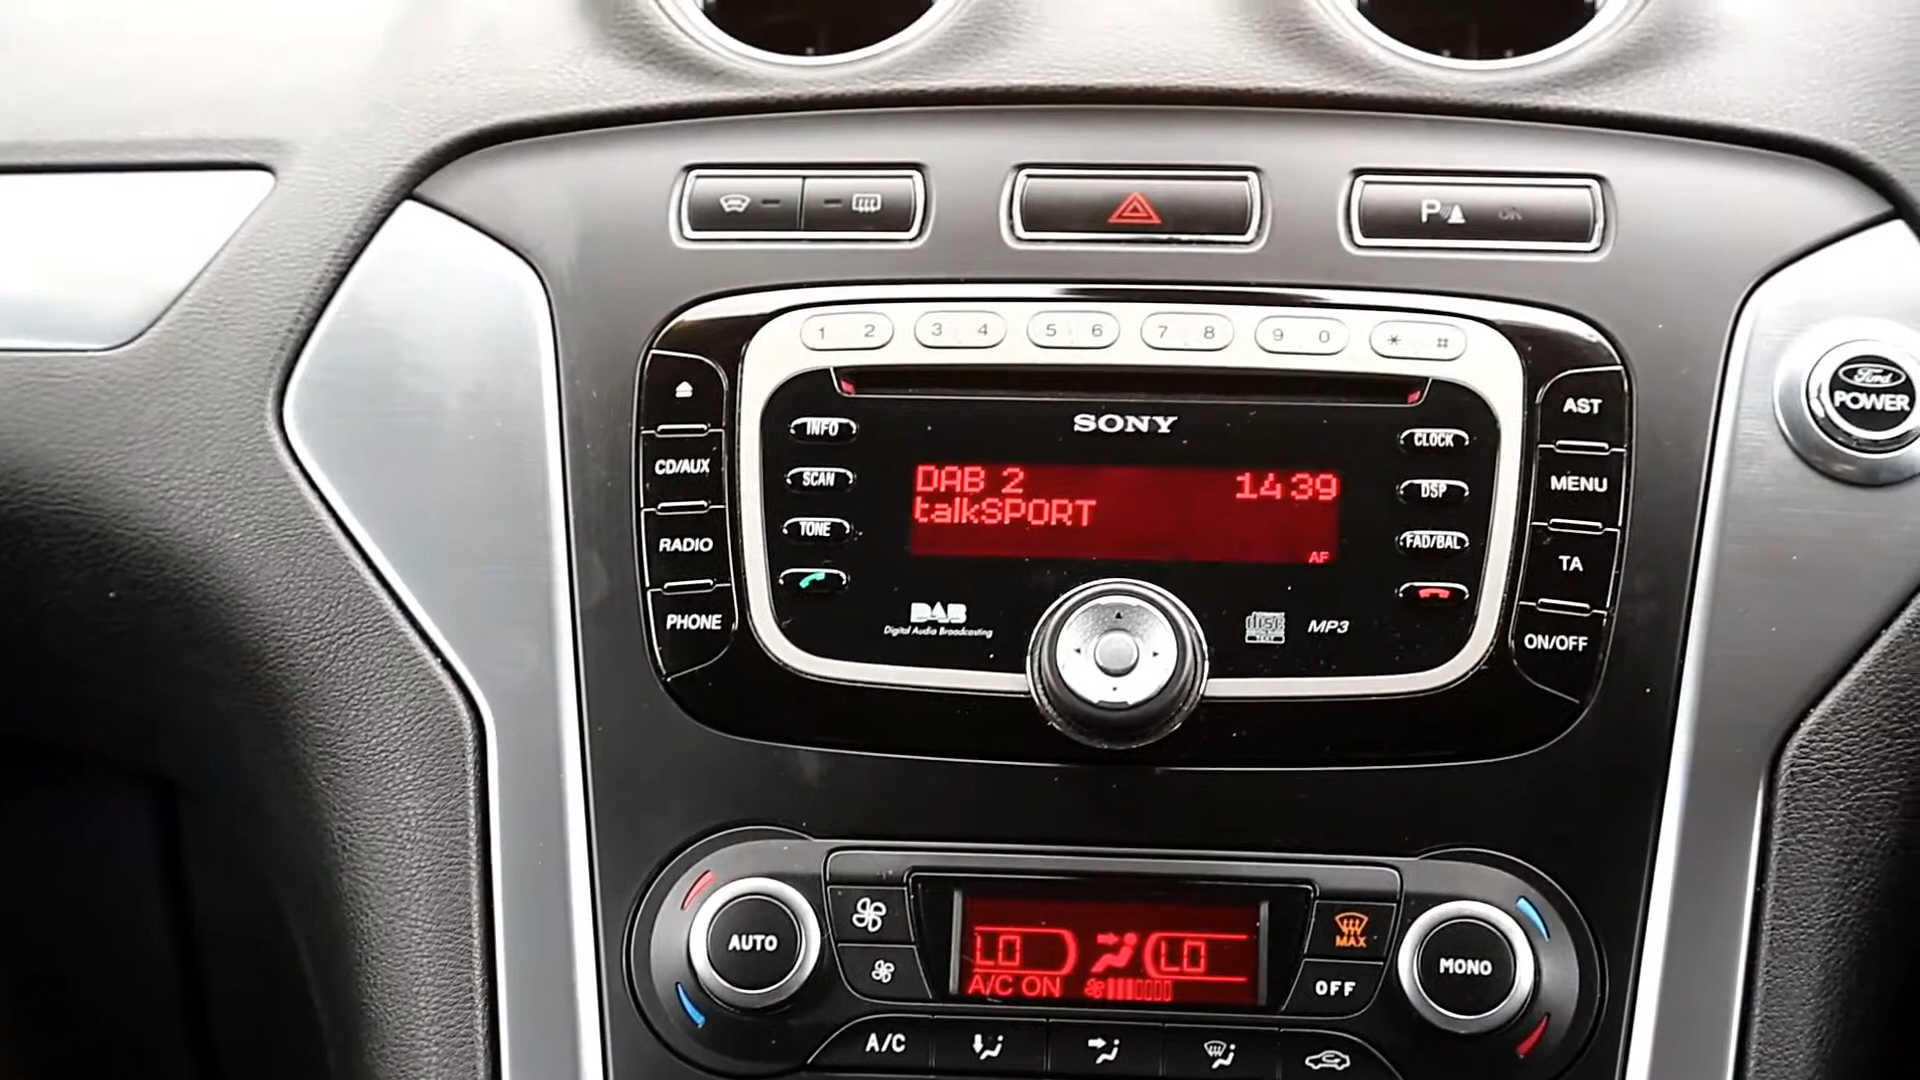 P
1 2 3 4 5 6 7 8 9 0 * #
Ford
POWER
SONY
INFO
CLOCK
AST
CD/AUX
SCAN
DAB 2 14 39
talkSPORT
AF
DSP
MENU
RADIO
TONE
FAD/BAL
TA
PHONE
DAB
Digital Audio Broadcasting
disc
TEXT
MP3
ON/OFF
AUTO
LO LO
A/C ON
MAX
OFF
MONO
A/C